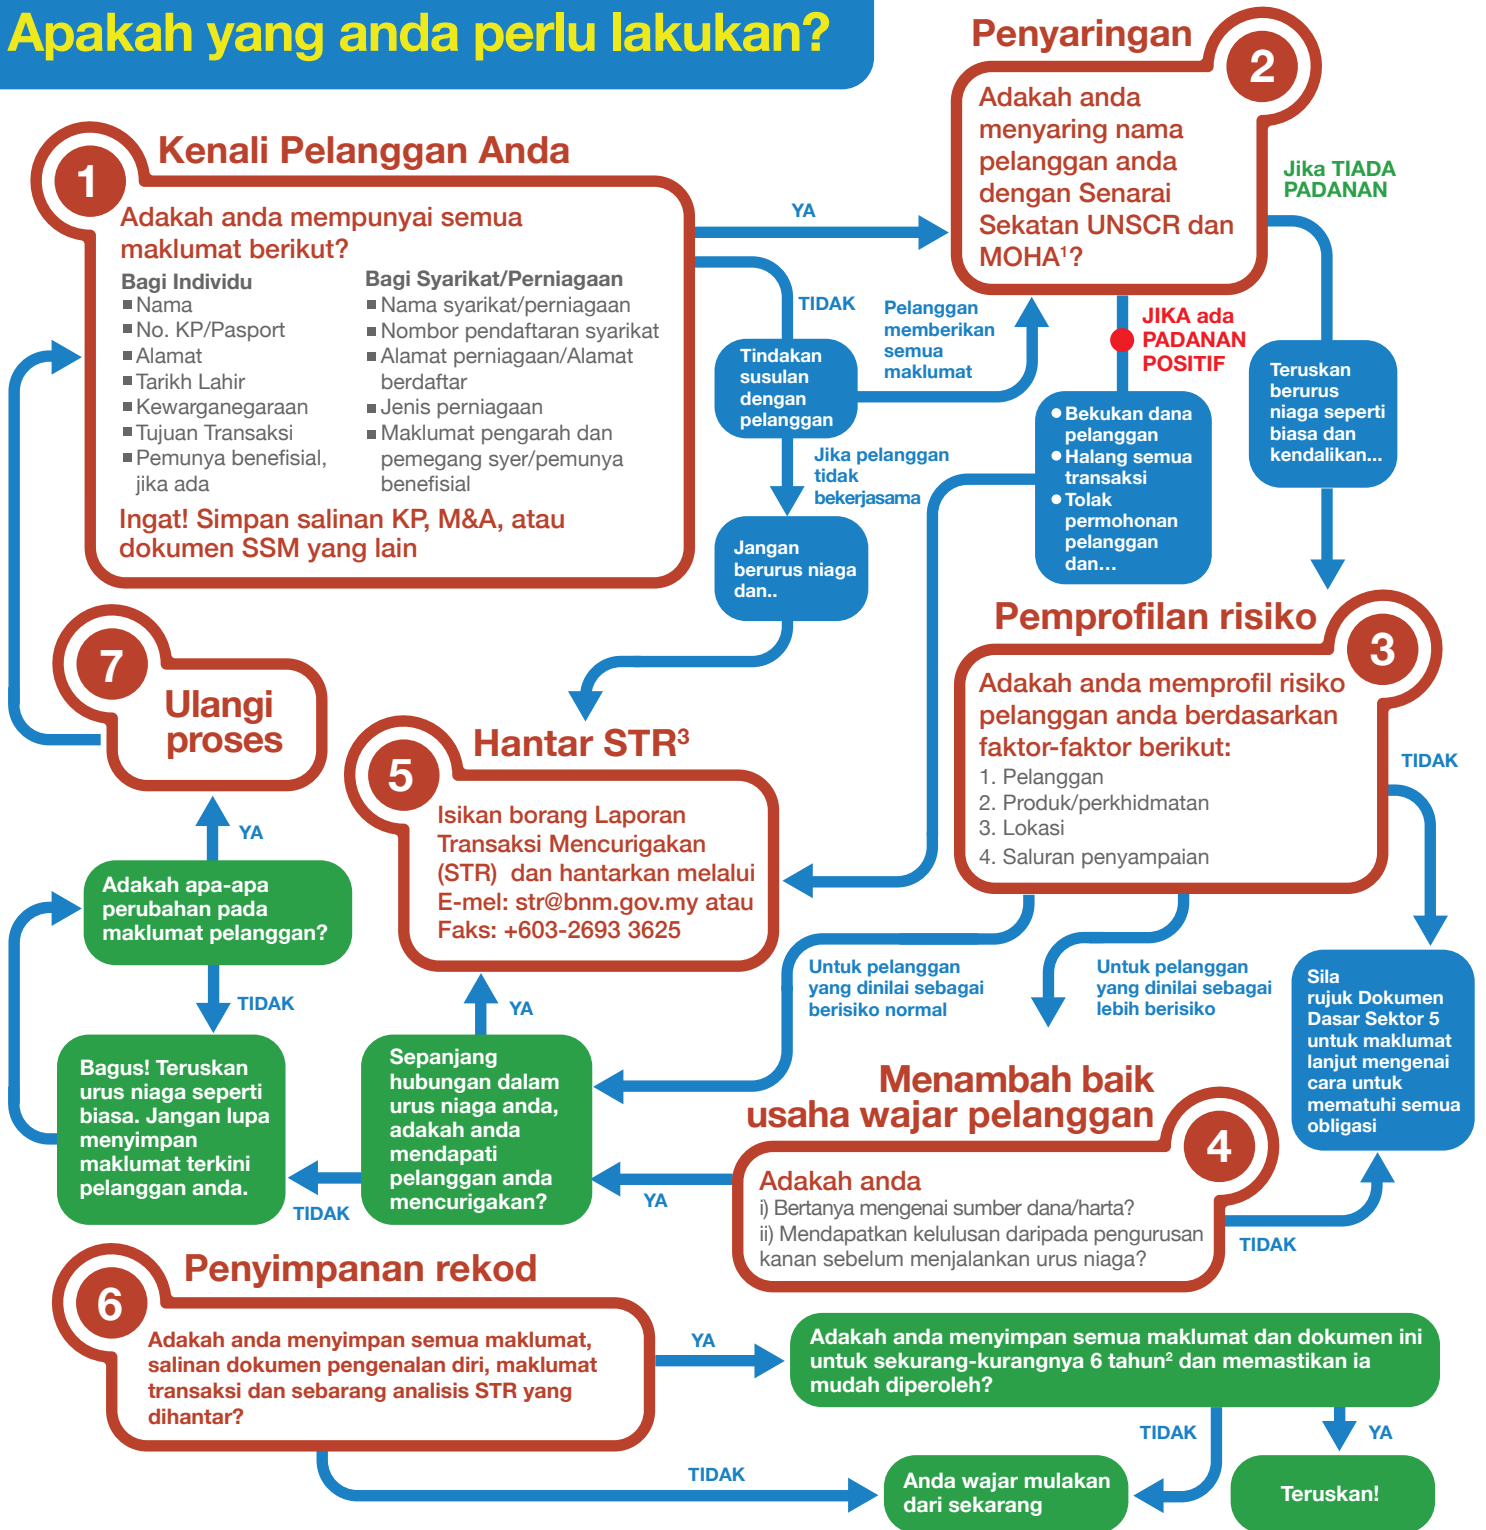 Apakah yang anda perlu lakukan?
1
Kenali Pelanggan Anda
Adakah anda mempunyai semua
maklumat berikut?
Bagi Individu
Nama
No. KP/Pasport
Alamat
Tarikh Lahir
Kewarganegaraan
Tujuan Transaksi
Pemunya benefisial,
jika ada
Bagi Syarikat/Perniagaan
Nama syarikat/perniagaan
Nombor pendaftaran syarikat
Alamat perniagaan/Alamat
berdaftar
Jenis perniagaan
Maklumat pengarah dan
pemegang syer/pemunya
benefisial
Ingat! Simpan salinan KP, M&A, atau
dokumen SSM yang lain
YA
TIDAK
Tindakan
susulan
dengan
pelanggan
Pelanggan
memberikan
semua
maklumat
Jika pelanggan
tidak
bekerjasama
Jangan
berurus niaga
dan..
Penyaringan
2
Adakah anda
menyaring nama
pelanggan anda
dengan Senarai
Sekatan UNSCR dan
MOHA¹?
Jika TIADA
PADANAN
JIKA ada
PADANAN
POSITIF
Bekukan dana
pelanggan
Halang semua
transaksi
Tolak
permohonan
pelanggan
dan...
Teruskan
berurus
niaga seperti
biasa dan
kendalikan...
Pemprofilan risiko
3
Adakah anda memprofil risiko
pelanggan anda berdasarkan
faktor-faktor berikut:
1. Pelanggan
2. Produk/perkhidmatan
3. Lokasi
4. Saluran penyampaian
TIDAK
Untuk pelanggan
yang dinilai sebagai
berisiko normal
Untuk pelanggan
yang dinilai sebagai
lebih berisiko
Sila
rujuk Dokumen
Dasar Sektor 5
untuk maklumat
lanjut mengenai
cara untuk
mematuhi semua
obligasi
Menambah baik
usaha wajar pelanggan
4
Adakah anda
i) Bertanya mengenai sumber dana/harta?
ii) Mendapatkan kelulusan daripada pengurusan
kanan sebelum menjalankan urus niaga?
TIDAK
YA
Hantar STR³
5
Isikan borang Laporan
Transaksi Mencurigakan
(STR) dan hantarkan melalui
E-mel: str@bnm.gov.my atau
Faks: +603-2693 3625
YA
Sepanjang
hubungan dalam
urus niaga anda,
adakah anda
mendapati
pelanggan anda
mencurigakan?
TIDAK
Bagus! Teruskan
urus niaga seperti
biasa. Jangan lupa
menyimpan
maklumat terkini
pelanggan anda.
TIDAK
Adakah apa-apa
perubahan pada
maklumat pelanggan?
YA
7
Ulangi
proses
Penyimpanan rekod
6
Adakah anda menyimpan semua maklumat,
salinan dokumen pengenalan diri, maklumat
transaksi dan sebarang analisis STR yang
dihantar?
YA
Adakah anda menyimpan semua maklumat dan dokumen ini
untuk sekurang-kurangnya 6 tahun² dan memastikan ia
mudah diperoleh?
TIDAK
YA
TIDAK
Anda wajar mulakan
dari sekarang
Teruskan!